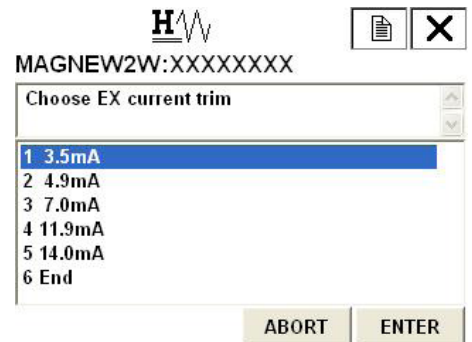 H
MAGNEW2W:XXXXXXXX
Choose EX current trim
1 3.5mA
2 4.9mA
3 7.0mA
4 11.9mA
5 14.0mA
6 End
ABORT ENTER